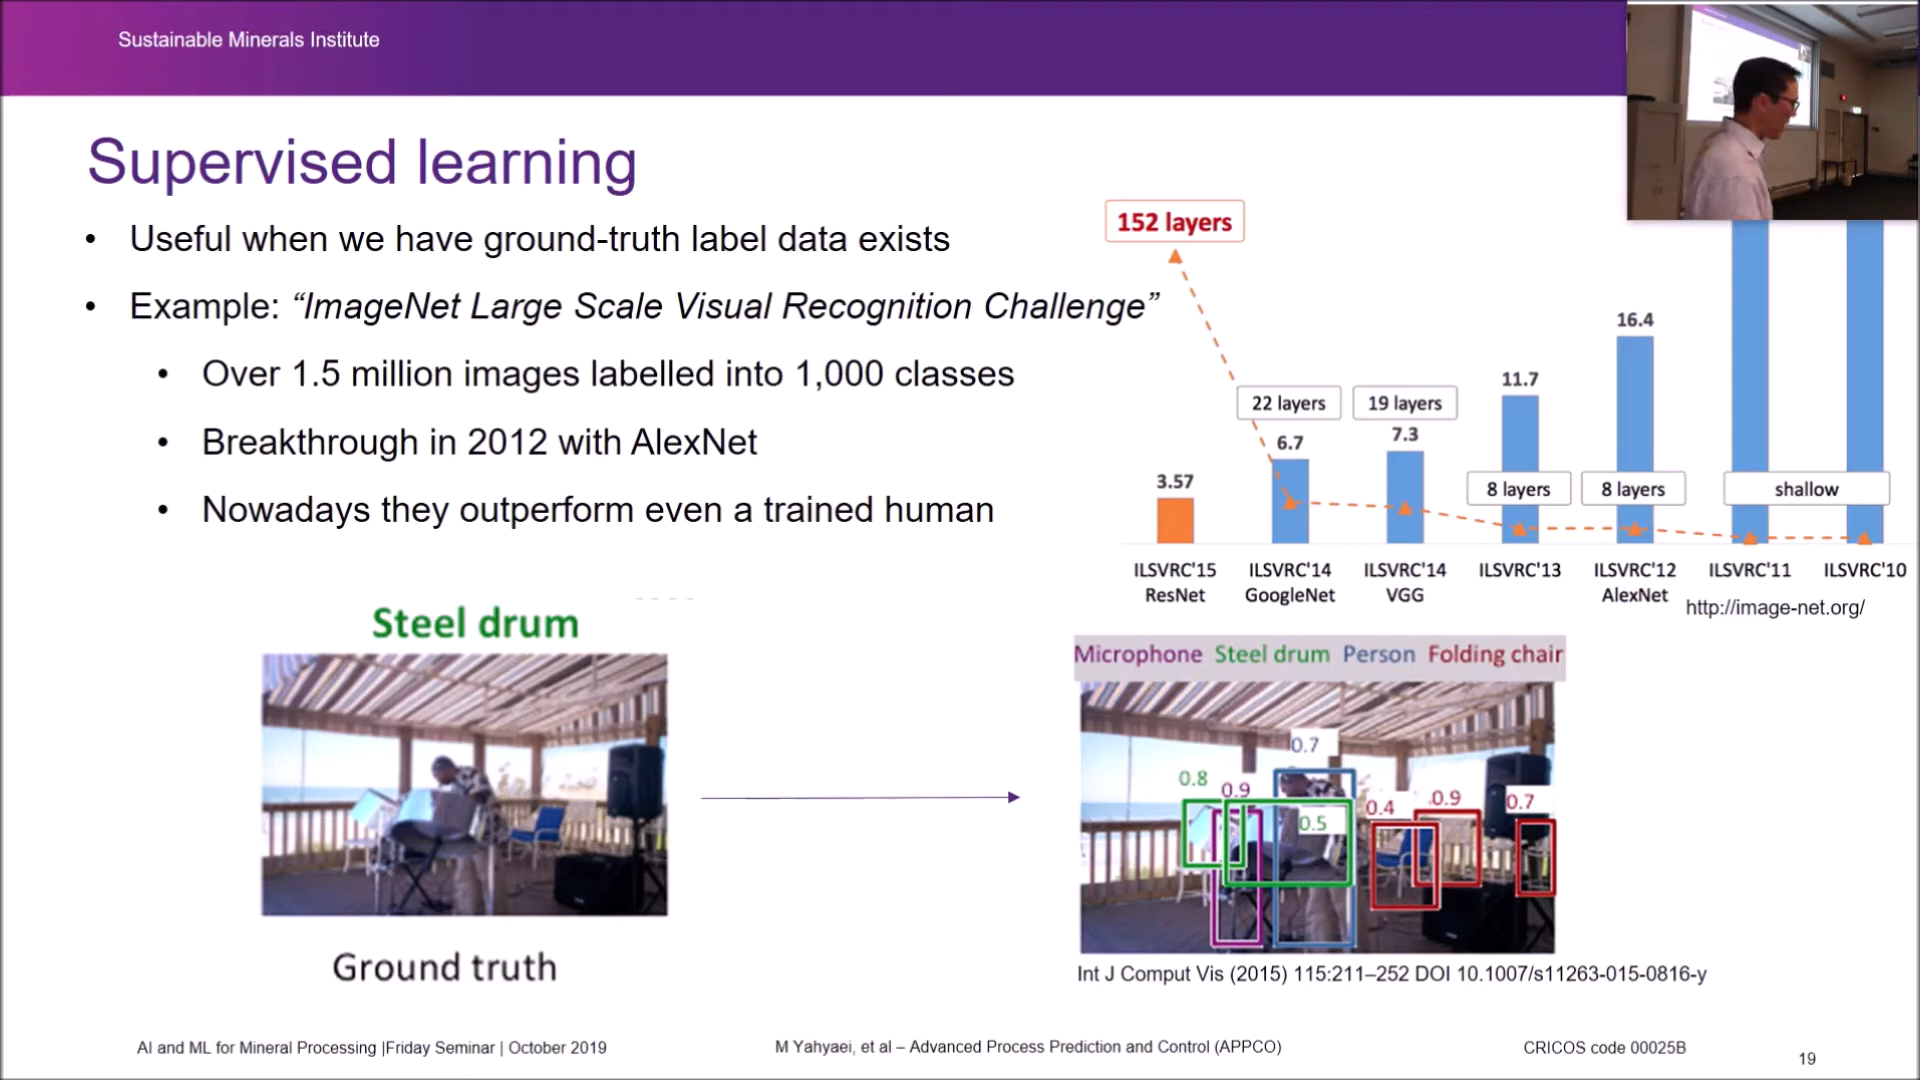 Sustainable Minerals Institute
Supervised learning
• Useful when we have ground-truth label data exists
• Example: “ImageNet Large Scale Visual Recognition Challenge”
• Over 1.5 million images labelled into 1,000 classes
• Breakthrough in 2012 with AlexNet
• Nowadays they outperform even a trained human
152 layers
16.4
11.7
22 layers
19 layers
6.7
7.3
3.57
8 layers
8 layers
shallow
ILSVRC'15 ResNet
ILSVRC'14 GoogleNet
ILSVRC'14 VGG
ILSVRC'13
ILSVRC'12 AlexNet
ILSVRC'11
ILSVRC'10
http://image-net.org/
Steel drum
Ground truth
Microphone Steel drum Person Folding chair
0.7
0.8
0.9
0.5
0.4
0.9
0.7
Int J Comput Vis (2015) 115:211–252 DOI 10.1007/s11263-015-0816-y
AI and ML for Mineral Processing |Friday Seminar | October 2019
M Yahyaei, et al – Advanced Process Prediction and Control (APPCO)
CRICOS code 00025B
19